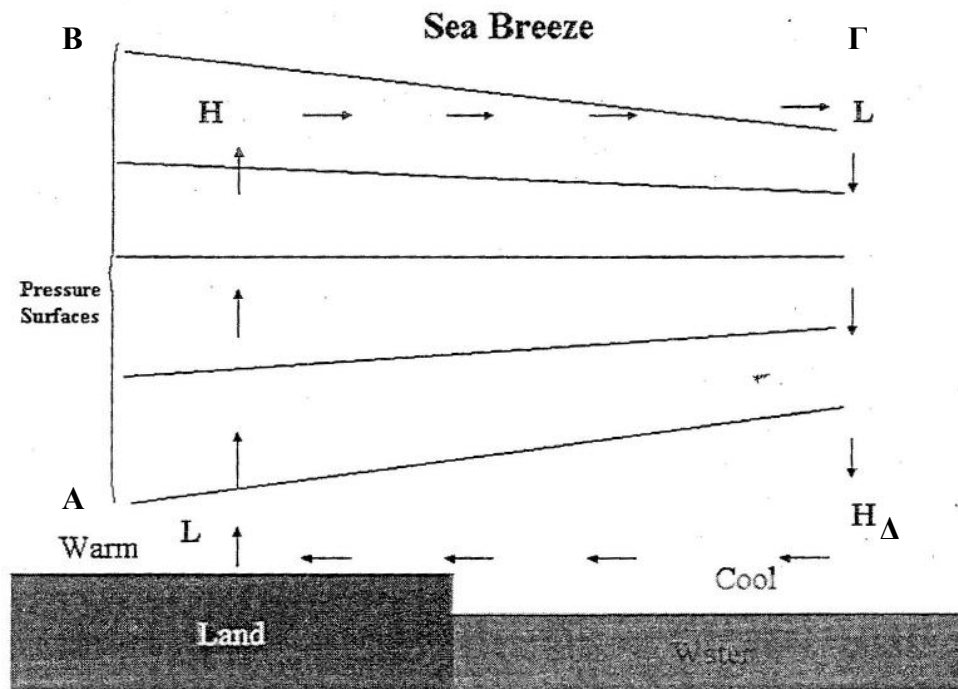 Sea Breeze
Β Γ
H L
Pressure
Surfaces
Α
L H Δ
Warm
Cool
Land
Water